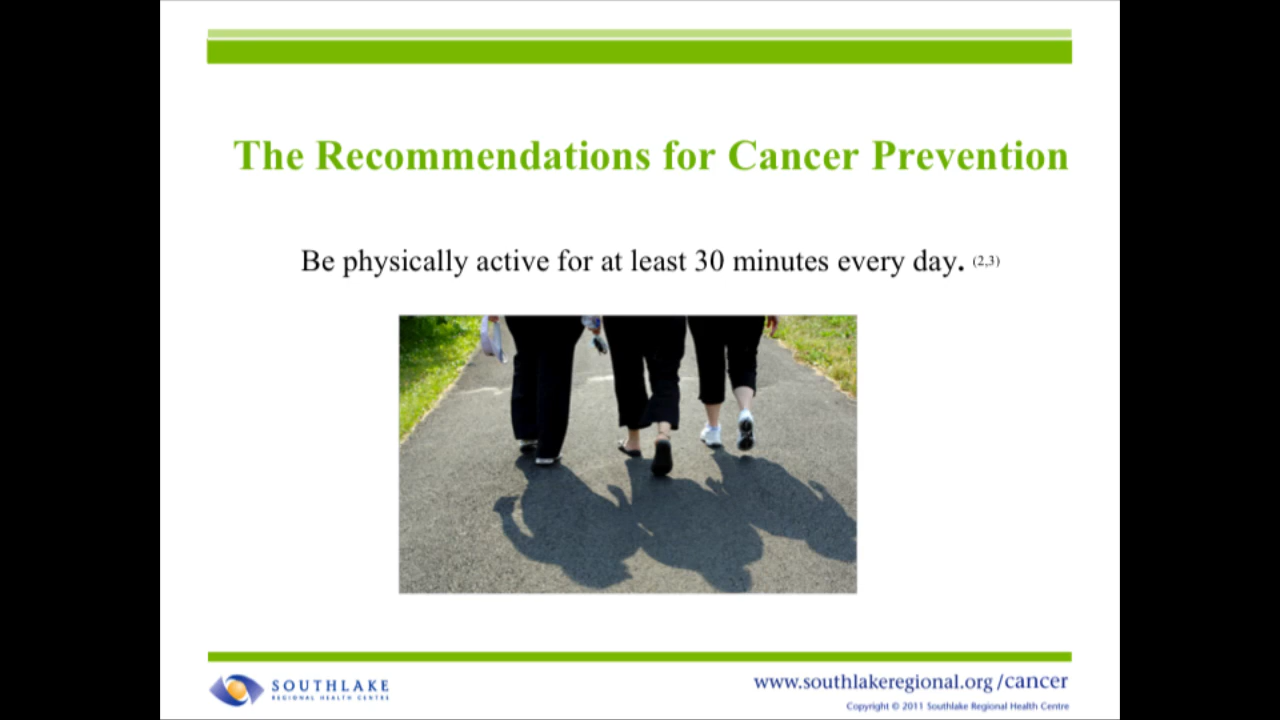 The Recommendations for Cancer Prevention
Be physically active for at least 30 minutes every day. (2,3)
SOUTHLAKE
REGIONAL HEALTH CENTRE
www.southlakeregional.org/cancer
Copyright © 2011 Southlake Regional Health Centre